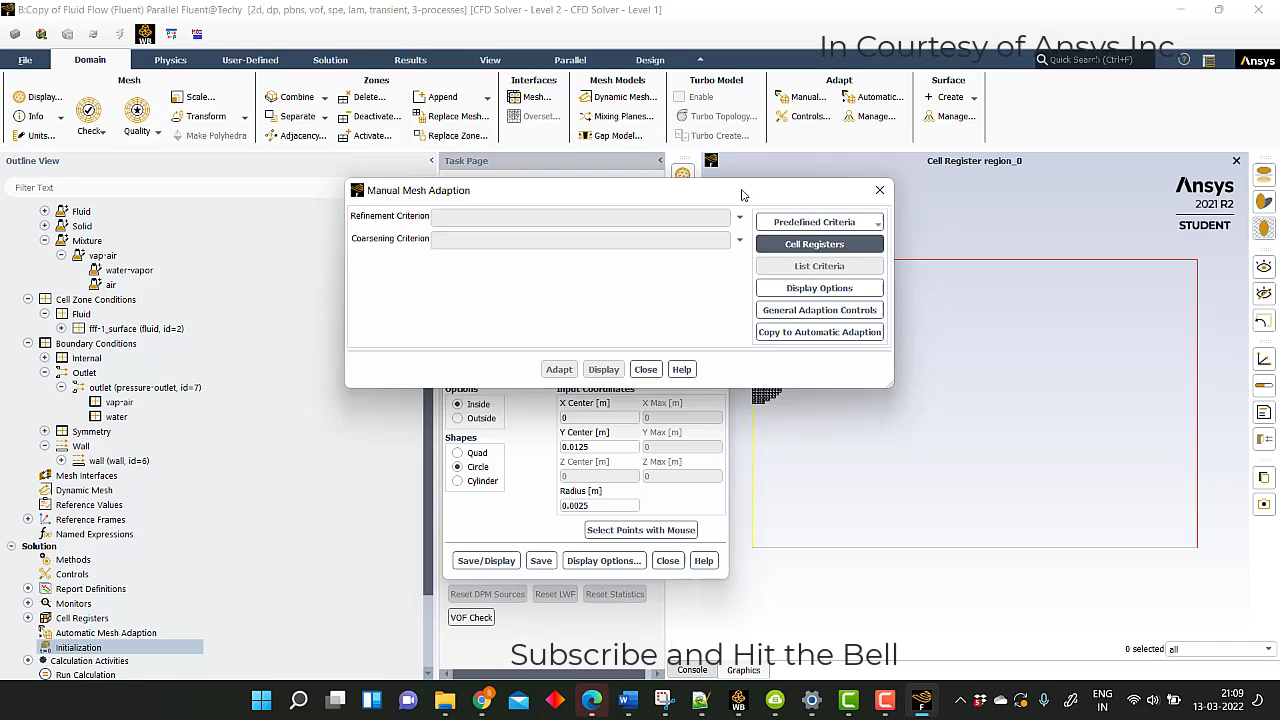 B:Copy of Fluid Flow (Fluent) Parallel Fluent@Techy [2d, dp, pbns, vof, spe, lam, transient, 3-processes] [CFD Solver - Level 2 - CFD Solver - Level 1]
In Courtesy of Ansys Inc
File Domain Physics User-Defined Solution Results View Parallel Design Quick Search (Ctrl+F) Ansys
Mesh Zones Interfaces Mesh Models Turbo Model Adapt Surface
Display... Scale... Combine Delete... Append Mesh... Dynamic Mesh... Enable Manual... Automatic... Create
Info Check Quality Transform Separate Deactivate... Replace Mesh... Overset... Mixing Planes... Turbo Topology... Controls... Manage... Manage...
Units... Make Polyhedra Adjacency... Activate... Replace Zone... Gap Model... Turbo Create...
Outline View Task Page Cell Register region_0
Filter Text
Fluid
Solid
Mixture
vap-air
water-vapor
air
Cell Zone Conditions
Fluid
fff-1_surface (fluid, id=2)
Boundary Conditions
Internal
Outlet
outlet (pressure-outlet, id=7)
vap-air
water
Symmetry
Wall
wall (wall, id=6)
Mesh Interfaces
Dynamic Mesh
Reference Values
Reference Frames
Named Expressions
Solution
Methods
Controls
Report Definitions
Monitors
Cell Registers
Automatic Mesh Adaption
Initialization
Calculation Activities
Run Calculation
Manual Mesh Adaption
Refinement Criterion
Coarsening Criterion
Predefined Criteria
Cell Registers
List Criteria
Display Options
General Adaption Controls
Copy to Automatic Adaption
Adapt Display Close Help
Options
Inside
Outside
Shapes
Quad
Circle
Cylinder
Input Coordinates
X Center [m] X Max [m]
0 0
Y Center [m] Y Max [m]
0.0125 0
Z Center [m] Z Max [m]
0 0
Radius [m]
0.0025
Select Points with Mouse
Save/Display Save Display Options... Close Help
Reset DPM Sources Reset LWF Reset Statistics
VOF Check
Ansys
2021 R2
STUDENT
Subscribe and Hit the Bell
0 selected all
Console Graphics
ENG
IN
21:09
13-03-2022